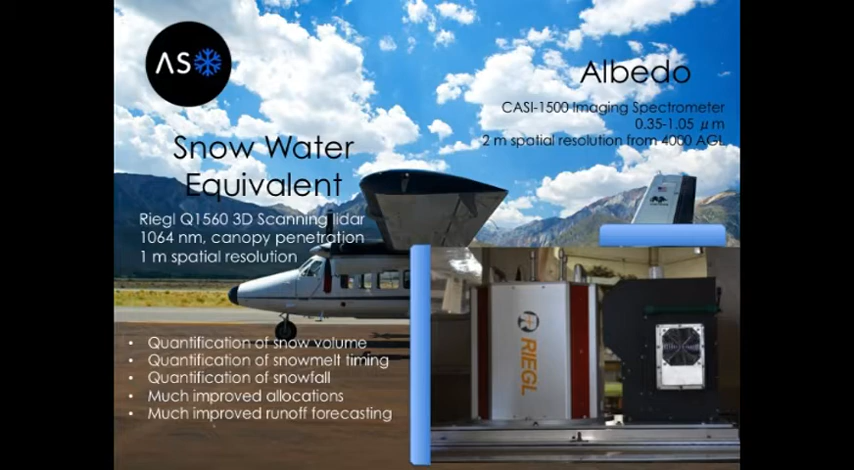 ASO
Snow Water
Equivalent
Riegl Q1560 3D Scanning lidar
1064 nm, canopy penetration
1 m spatial resolution
Albedo
CASI-1500 Imaging Spectrometer
0.35-1.05 μm
2 m spatial resolution from 4000 AGL
• Quantification of snow volume
• Quantification of snowmelt timing
• Quantification of snowfall
• Much improved allocations
• Much improved runoff forecasting
RIEGL